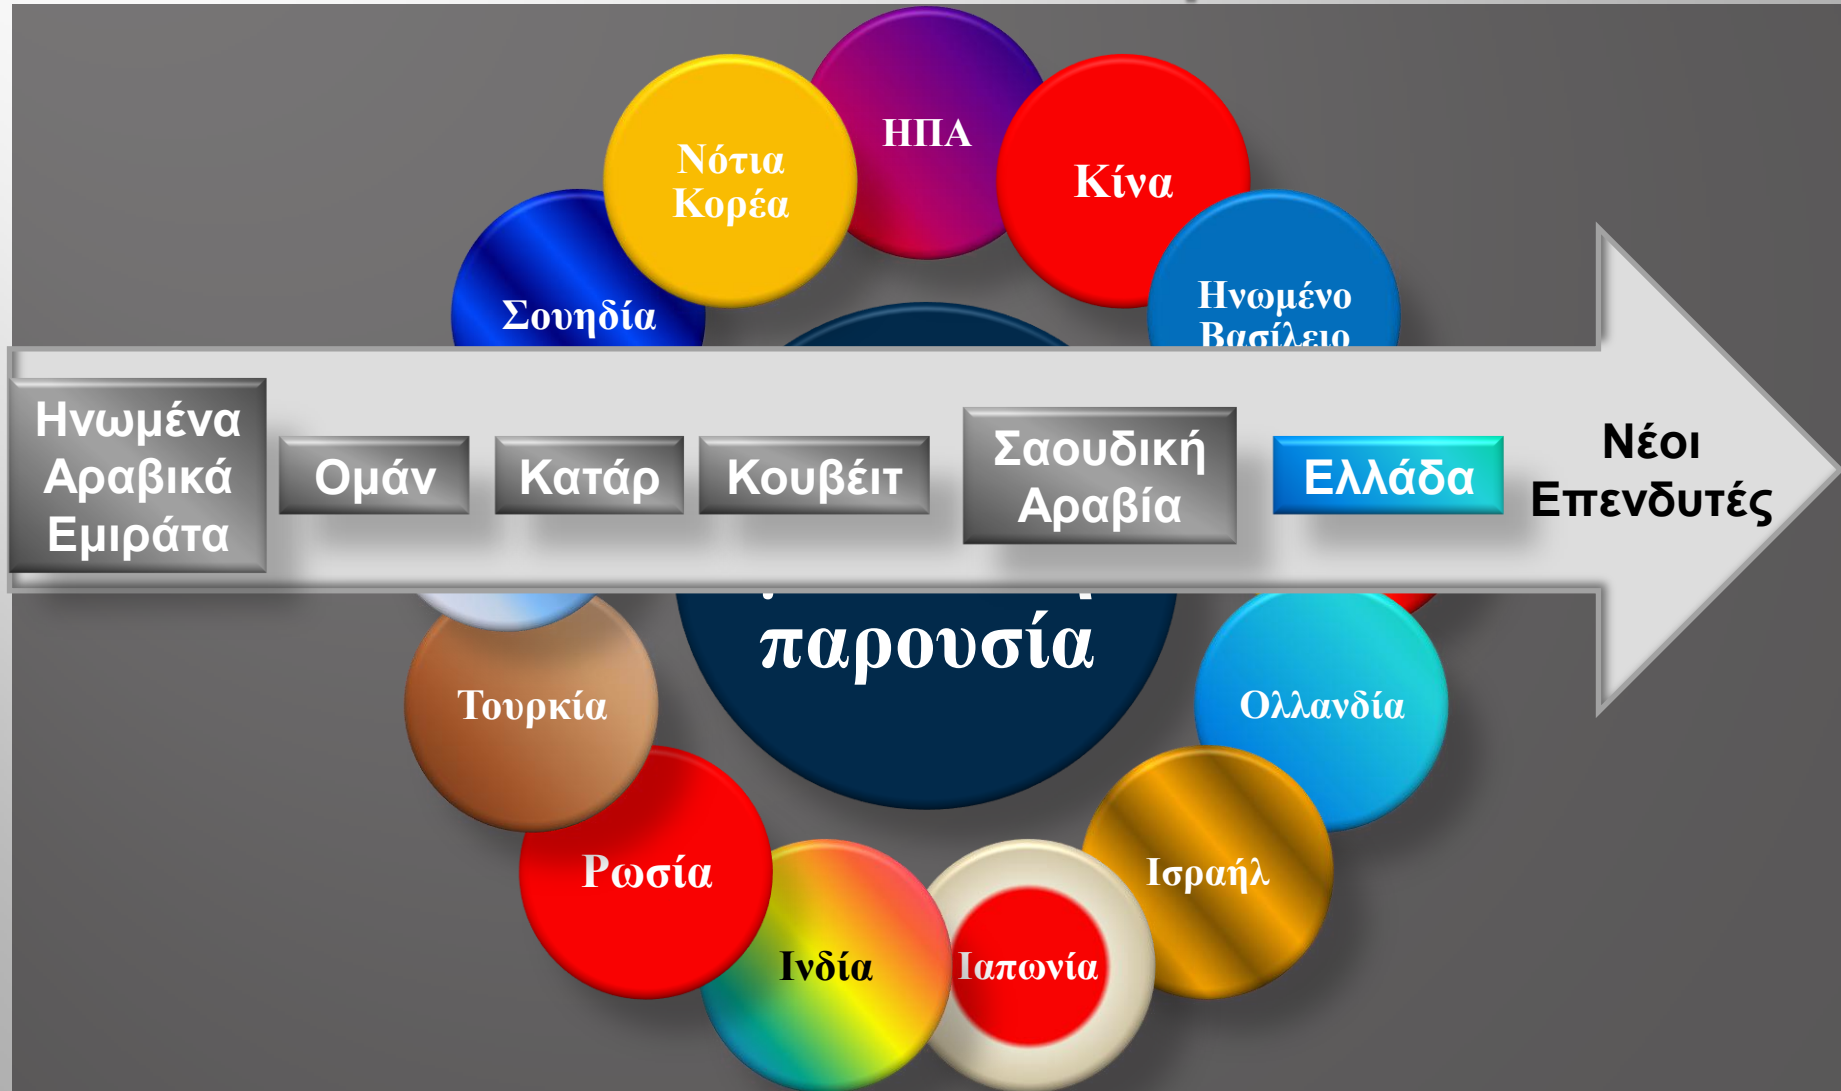 ΗΠΑ
Νότια
Κορέα
Κίνα
Σουηδία
Ηνωμένο
Βασίλειο
Ηνωμένα
Αραβικά
Εμιράτα
Ομάν
Κατάρ
Κουβέιτ
Σαουδική
Αραβία
Ελλάδα
Νέοι
Επενδυτές
παρουσία
Τουρκία
Ολλανδία
Ρωσία
Ισραήλ
Ινδία
Ιαπωνία